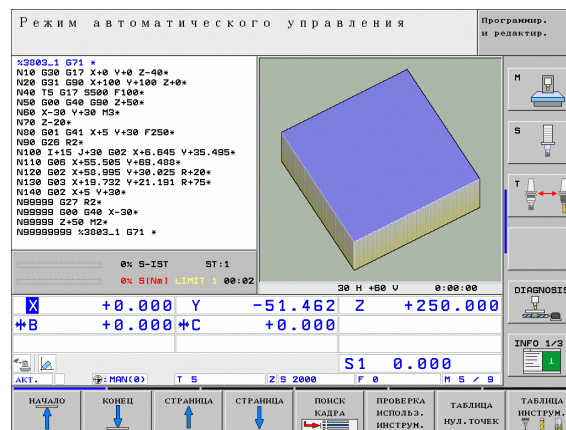 Режим автоматического управления
Программир.
и редактир.
%3803_1 G71 *
N10 G30 G17 X+0 Y+0 Z-40*
N20 G31 G90 X+100 Y+100 Z+0*
N40 T5 G17 S500 F100*
N50 G00 G40 G90 Z+50*
N60 X-30 Y+30 M3*
N70 Z-20*
N80 G01 G41 X+5 Y+30 F250*
N90 G26 R2*
N100 I+15 J+30 G02 X+6.645 Y+35.495*
N110 G06 X+55.505 Y+69.488*
N120 G02 X+58.995 Y+30.025 R+20*
N130 G03 X+19.732 Y+21.191 R+75*
N140 G02 X+5 Y+30*
N99999 G27 R2*
N99999 G00 G40 X-30*
N99999 Z+50 M2*
N99999999 %3803_1 G71 *
M
S
T
DIAGNOSIS
INFO 1/3
i
0% S-IST ST:1
0% S[Nm] LIMIT 1 00:02
30 H +60 V 0:00:00
X +0.000 Y -51.462 Z +250.000
B +0.000 C +0.000
S1 0.000
АКТ. : MAN(0) T 5 Z S 2000 F 0 M 5 / 9
НАЧАЛО
КОНЕЦ
СТРАНИЦА
СТРАНИЦА
ПОИСК
КАДРА
ПРОВЕРКА
ИСПОЛЬЗ.
ИНСТРУМ.
ТАБЛИЦА
НУЛ.ТОЧЕК
ТАБЛИЦА
ИНСТРУМ.